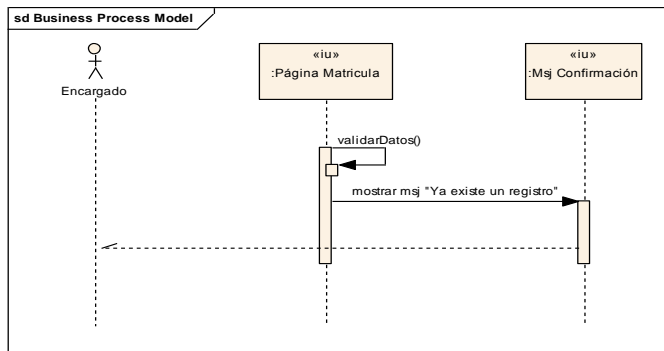 sd Business Process Model
Encargado
«iu»
:Página Matricula
«iu»
:Msj Confirmación
validarDatos()
mostrar msj "Ya existe un registro"